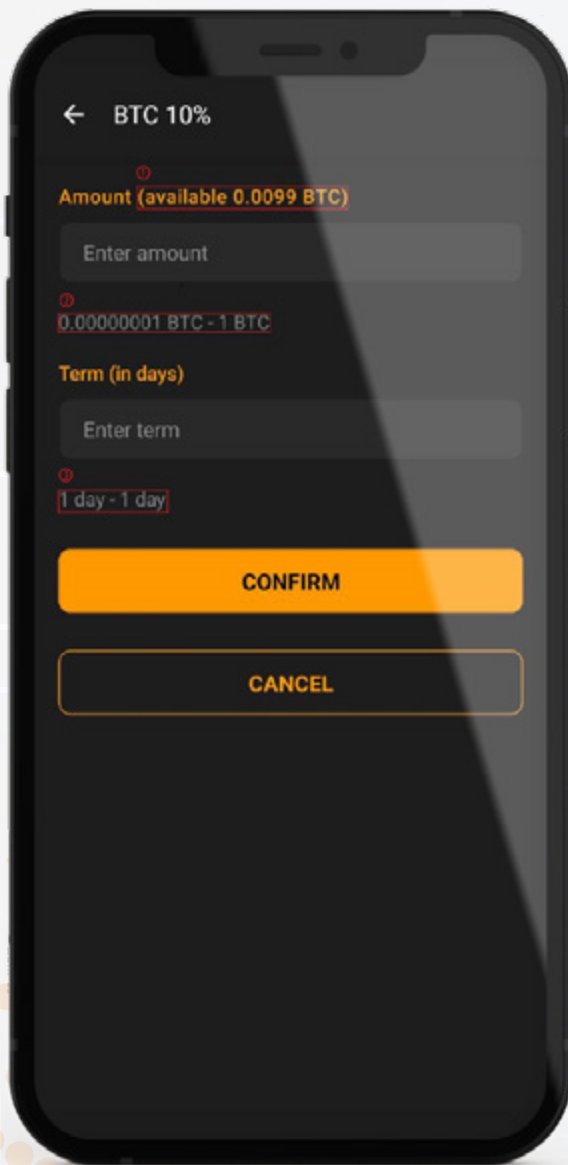 ← BTC 10%
①
Amount (available 0.0099 BTC)
Enter amount
②
0.00000001 BTC - 1 BTC
Term (in days)
Enter term
③
1 day - 1 day
CONFIRM
CANCEL